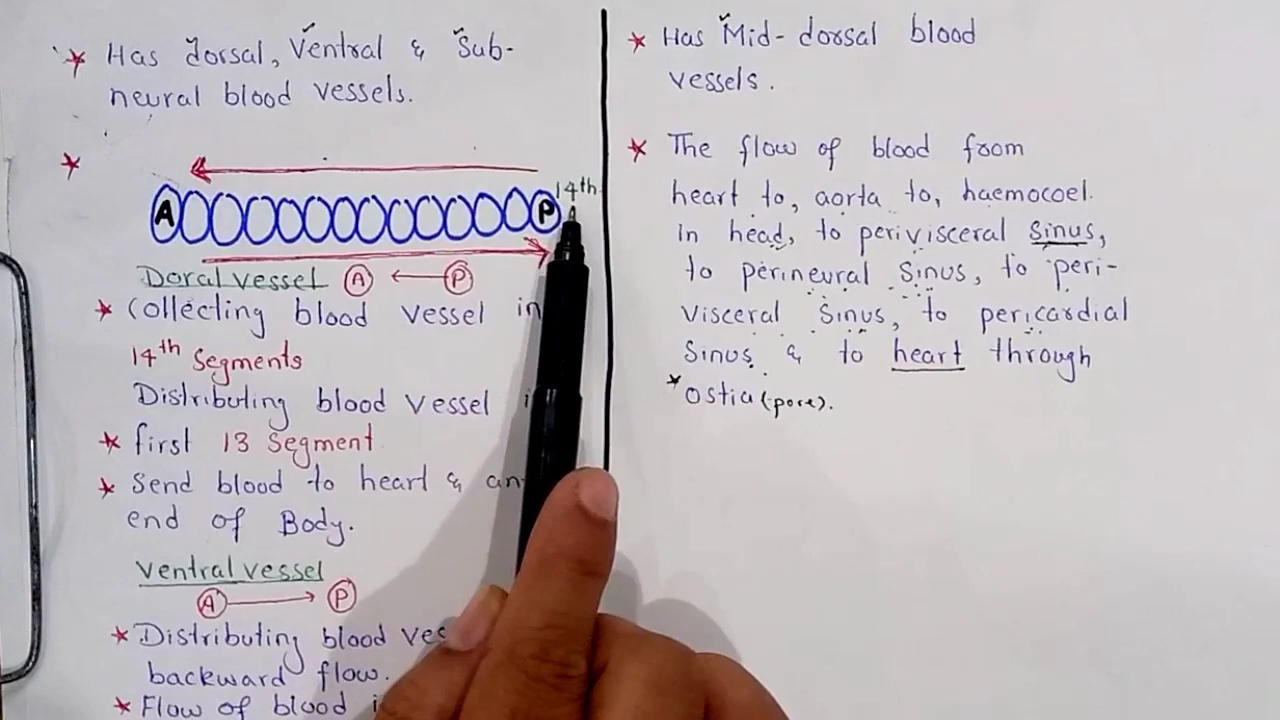 * Has dorsal, Ventral & Sub-
neural blood vessels.
*
A P 14th
Doral vessel A ← P
* Collecting blood vessel in
14th Segments
Distributing blood vessel
* first 13 Segment
* Send blood to heart & an
end of Body.
Ventral vessel
A → P
* Distributing blood ves
backward flow.
* Flow of blood
* Has Mid-dorsal blood
vessels.
* The flow of blood from
heart to, aorta to, haemocoel.
in head, to perivisceral Sinus,
to perineural Sinus, to peri-
visceral Sinus, to pericardial
Sinus & to heart through
* ostia (pore).